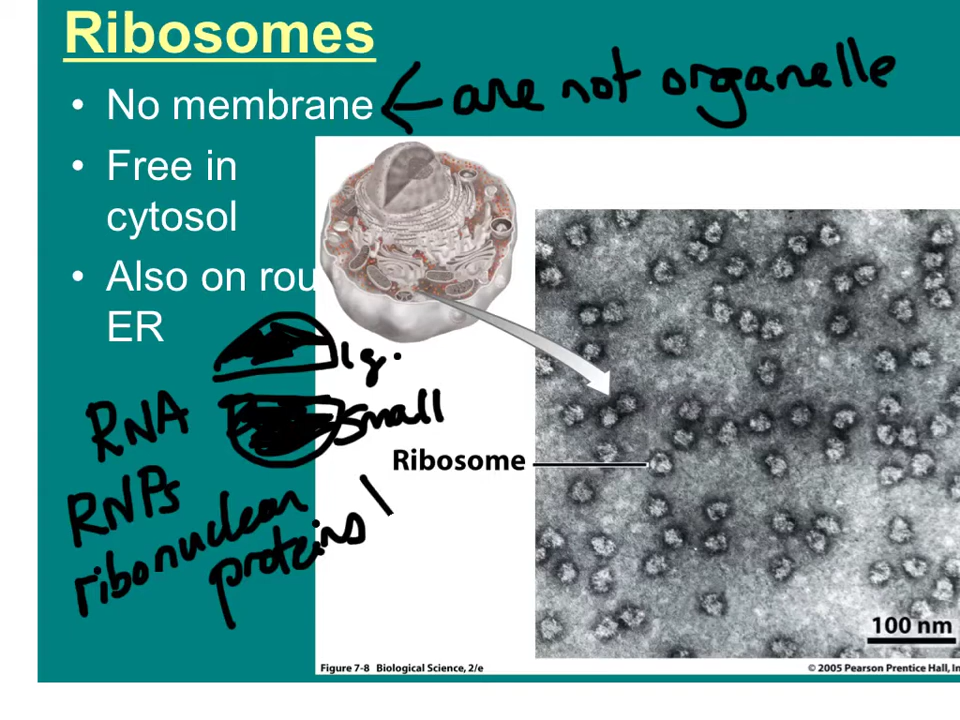 Ribosomes
• No membrane
are not organelle
• Free in
cytosol
• Also on rou
ER
lg.
small
RNA
RNPs
ribonuclear
proteins
Ribosome
100 nm
Figure 7-8 Biological Science, 2/e
© 2005 Pearson Prentice Hall, In